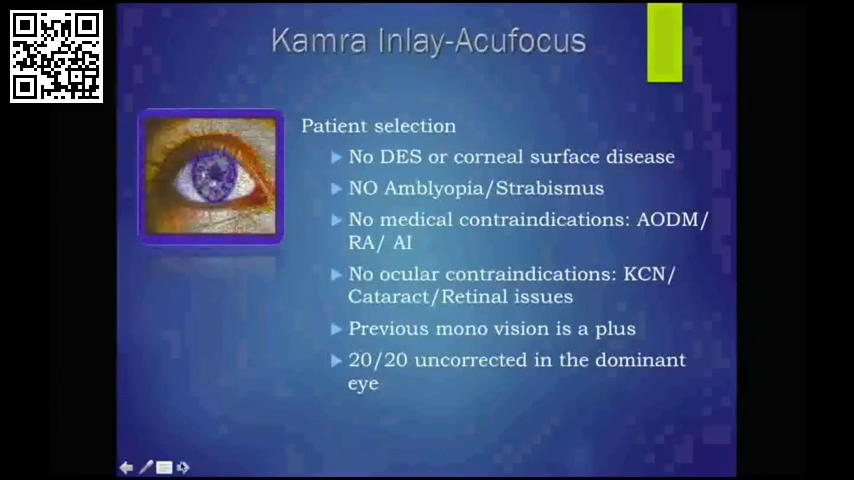 Kamra Inlay-Acufocus
Patient selection
No DES or corneal surface disease
NO Amblyopia/Strabismus
No medical contraindications: AODM/
RA/ AI
No ocular contraindications: KCN/
Cataract/Retinal issues
Previous mono vision is a plus
20/20 uncorrected in the dominant
eye